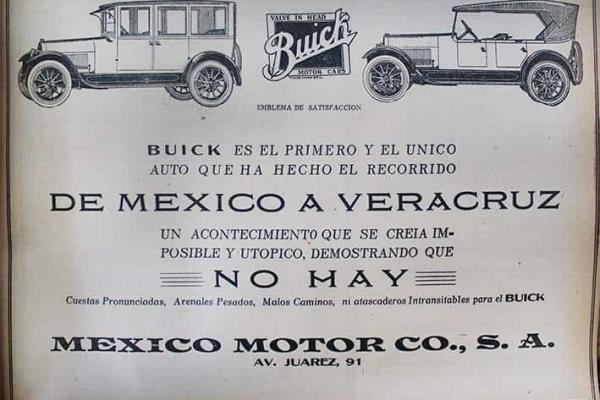 VALVE IN HEAD
Buick
MOTOR CARS
EMBLEMA DE SATISFACCION
BUICK ES EL PRIMERO Y EL UNICO
AUTO QUE HA HECHO EL RECORRIDO
DE MEXICO A VERACRUZ
UN ACONTECIMIENTO QUE SE CREIA IM-
POSIBLE Y UTOPICO, DEMOSTRANDO QUE
NO HAY
Cuestas Pronunciadas, Arenales Pesados, Malos Caminos, ni atascaderos Intransitables para el BUICK
MEXICO MOTOR CO., S. A.
AV. JUAREZ, 91